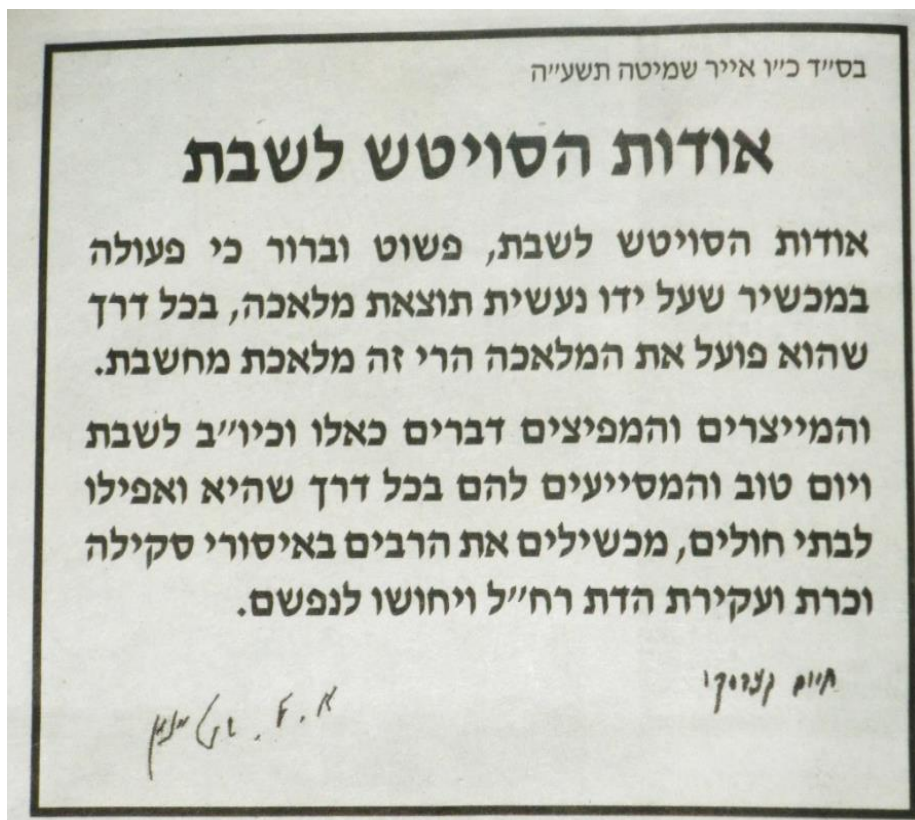 בס״ד כ״ו אייר שמיטה תשע״ה
אודות הסויטש לשבת
אודות הסויטש לשבת, פשוט וברור כי פעולה
במכשיר שעל ידו נעשית תוצאת מלאכה, בכל דרך
שהוא פועל את המלאכה הרי זה מלאכת מחשבת.
והמייצרים והמפיצים דברים כאלו וכיו״ב לשבת
ויום טוב והמסייעים להם בכל דרך שהיא ואפילו
לבתי חולים, מכשילים את הרבים באיסורי סקילה
וכרת ועקירת הדת רח״ל ויחושו לנפשם.
חיים